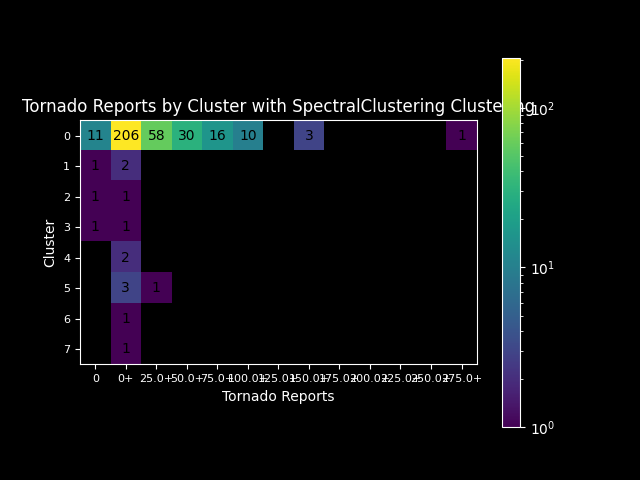 Tornado Reports by Cluster with SpectralClustering Clustering
10²
10¹
10⁰
0 11 206 58 30 16 10 3 1
1 1 2
2 1 1
3 1 1
4 2
5 3 1
6 1
7 1
Cluster
0 0+ 25.0+ 50.0+ 75.0+ 100.0+ 125.0+ 150.0+ 175.0+ 200.0+ 225.0+ 250.0+ 275.0+
Tornado Reports